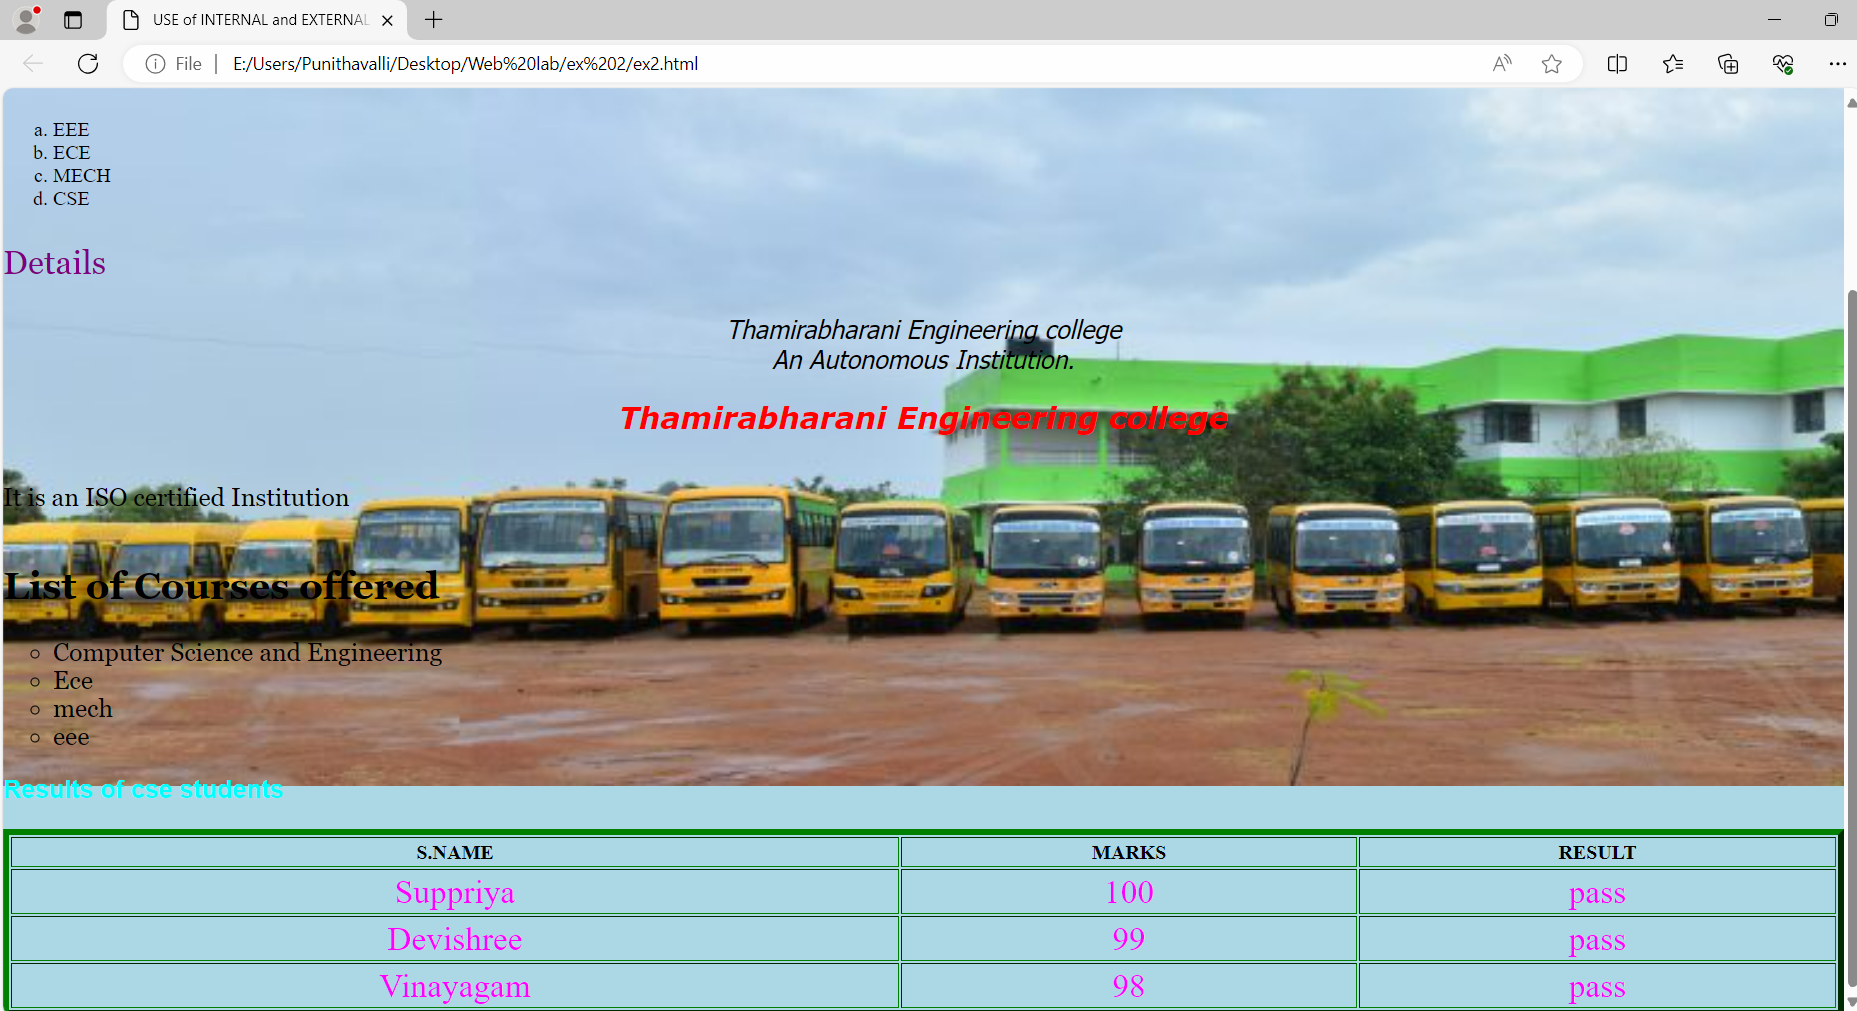 USE of INTERNAL and EXTERNAL
File
E:/Users/Punithavalli/Desktop/Web%20lab/ex%202/ex2.html
a. EEE
b. ECE
c. MECH
d. CSE
Details
Thamirabharani Engineering college
An Autonomous Institution.
Thamirabharani Engineering college
It is an ISO certified Institution
List of Courses offered
Computer Science and Engineering
Ece
mech
eee
Results of cse students
S.NAME MARKS RESULT
Suppriya 100 pass
Devishree 99 pass
Vinayagam 98 pass